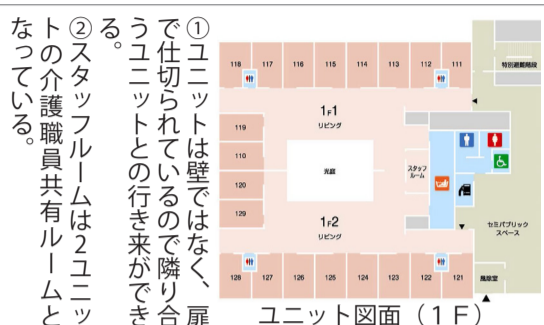 ①ユニットは壁ではなく、扉
で仕切られているので隣り合
うユニットとの行き来ができ
る。
②スタッフルームは2ユニッ
トの介護職員共有ルームと
なっている。
118 117 116 115 114 113 112 111
特別避難階段
1F1
リビング
119
110
120
129
光庭
スタッフ
ルーム
1F2
リビング
セミパブリック
スペース
128 127 126 125 124 123 122 121
風除室
ユニット図面（1F）